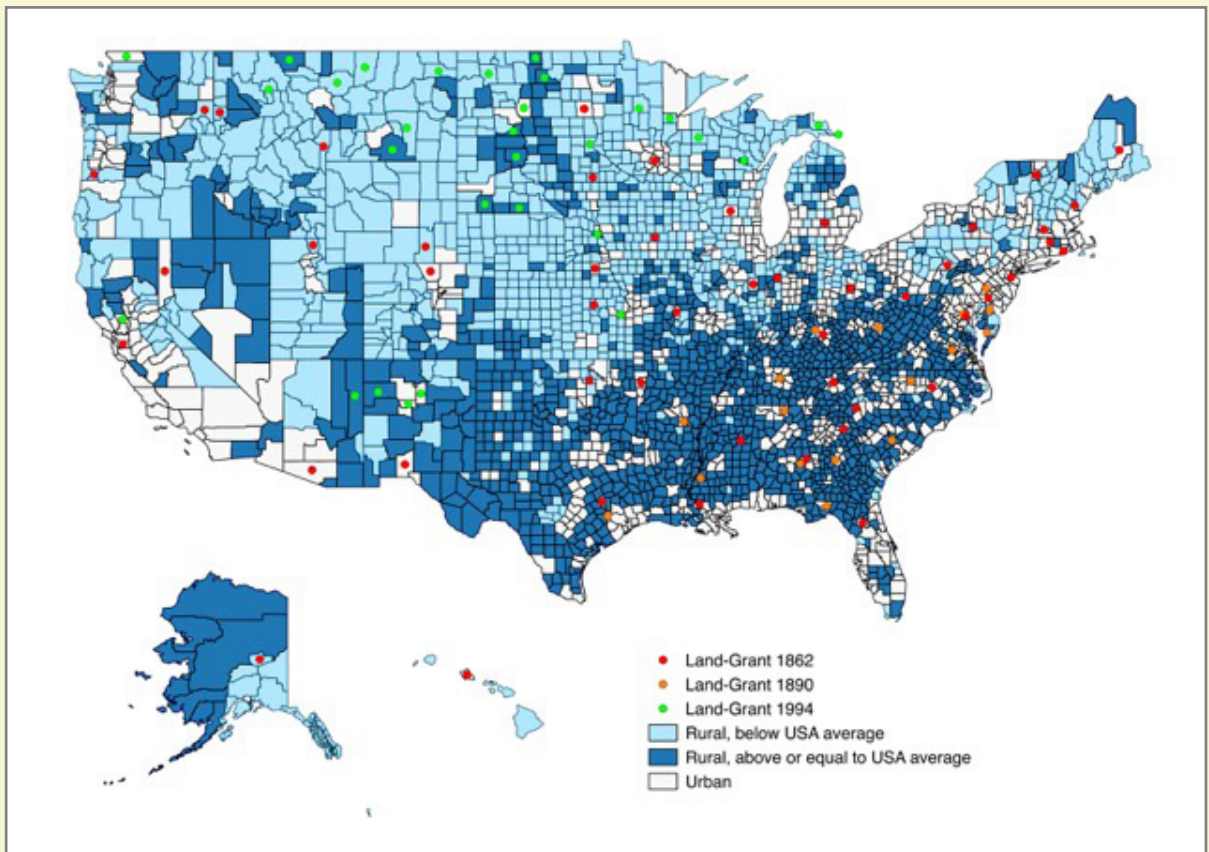 Land-Grant 1862
Land-Grant 1890
Land-Grant 1994
Rural, below USA average
Rural, above or equal to USA average
Urban